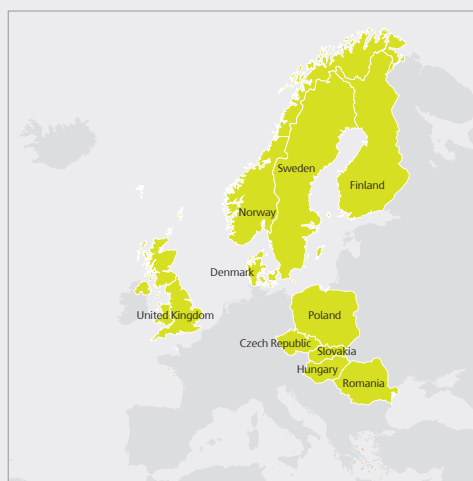 Sweden
Finland
Norway
Denmark
United Kingdom
Poland
Czech Republic
Slovakia
Hungary
Romania